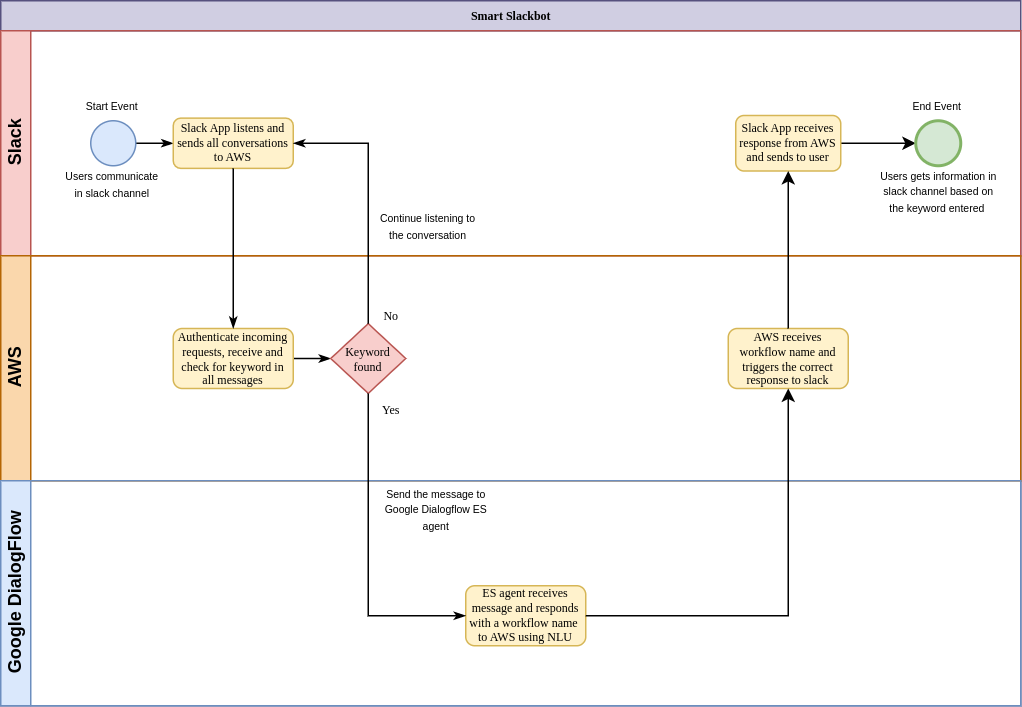 Smart Slackbot
Slack
Start Event
Users communicate
in slack channel
Slack App listens and
sends all conversations
to AWS
Continue listening to
the conversation
Slack App receives
response from AWS
and sends to user
End Event
Users gets information in
slack channel based on
the keyword entered
AWS
Authenticate incoming
requests, receive and
check for keyword in
all messages
Keyword
found
No
Yes
AWS receives
workflow name and
triggers the correct
response to slack
Google DialogFlow
Send the message to
Google Dialogflow ES
agent
ES agent receives
message and responds
with a workflow name
to AWS using NLU